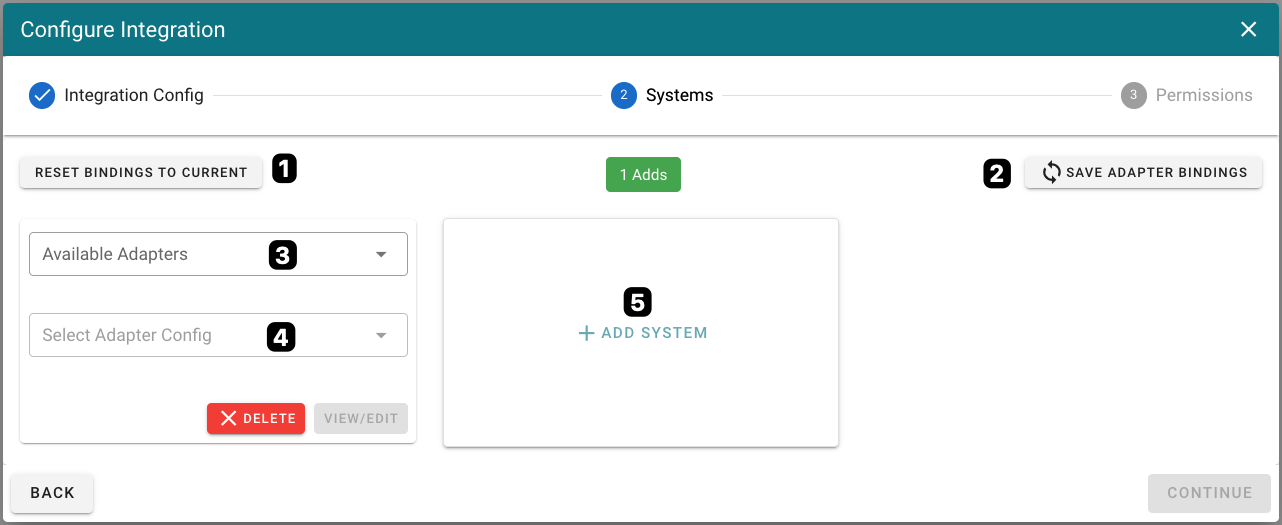 Configure Integration
Integration Config
2 Systems
3 Permissions
RESET BINDINGS TO CURRENT 1
1 Adds
2 SAVE ADAPTER BINDINGS
Available Adapters 3
Select Adapter Config 4
5
+ ADD SYSTEM
DELETE VIEW/EDIT
BACK
CONTINUE